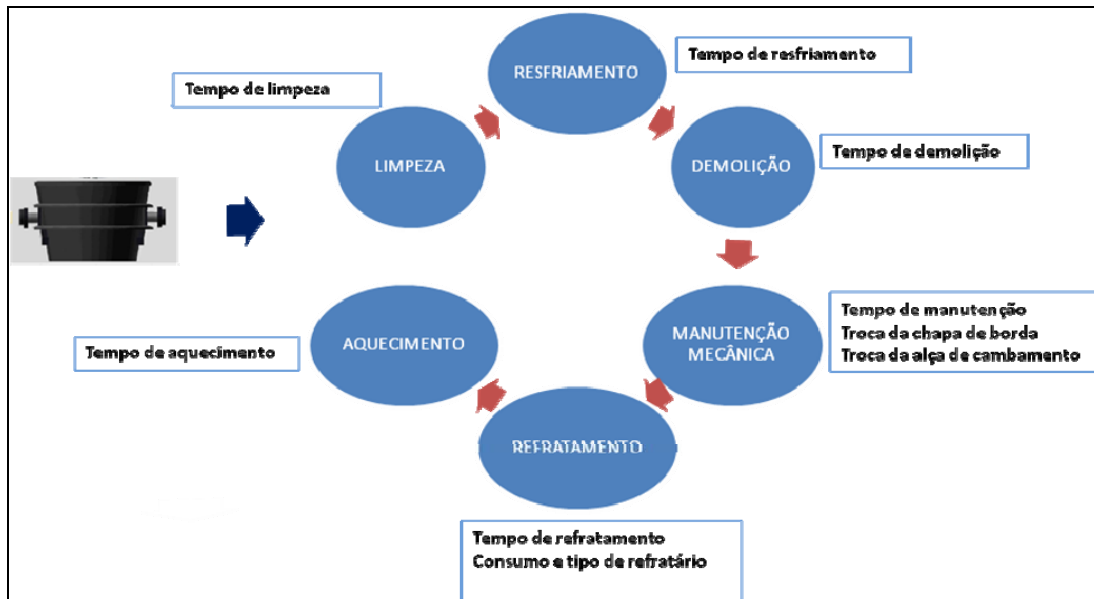 RESFRIAMENTO
Tempo de resfriamento
Tempo de limpeza
LIMPEZA
DEMOLIÇÃO
Tempo de demolição
MANUTENÇÃO
MECÂNICA
Tempo de manutenção
Troca da chapa de borda
Troca da alça de cambamento
AQUECIMENTO
Tempo de aquecimento
REFRATAMENTO
Tempo de refratamento
Consumo e tipo de refratário